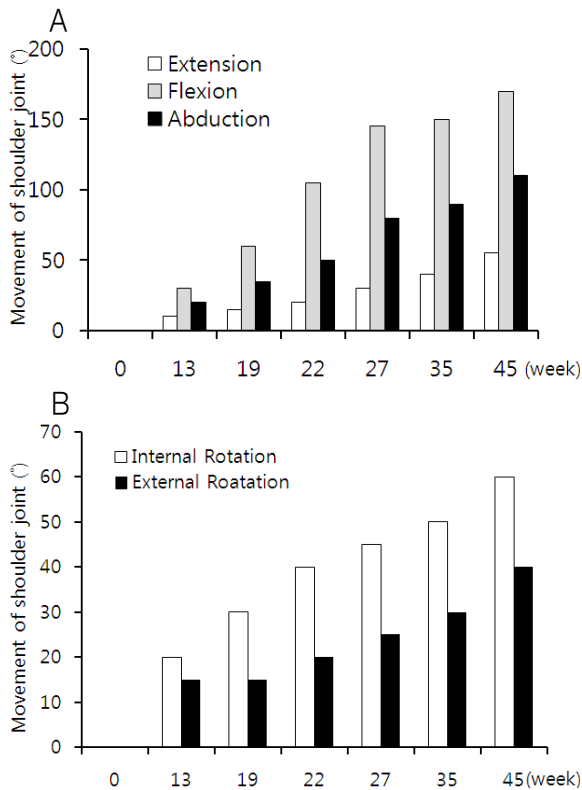 A
Movement of shoulder joint (°)
200
150
100
50
0
Extension
Flexion
Abduction
0 13 19 22 27 35 45 (week)
B
Movement of shoulder joint (°)
70
60
50
40
30
20
10
0
Internal Rotation
External Roatation
0 13 19 22 27 35 45 (week)